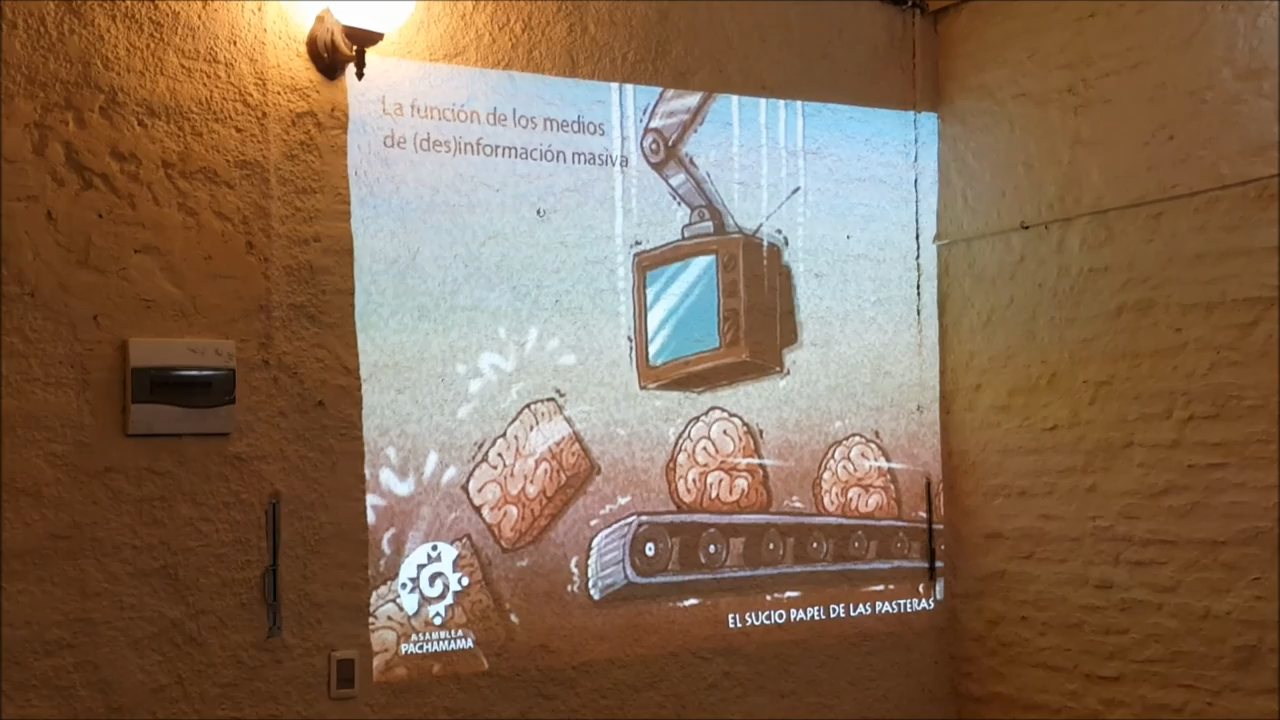 La función de los medios
de (des)información masiva
ASAMBLEA
PACHAMAMA
EL SUCIO PAPEL DE LAS PASTERAS